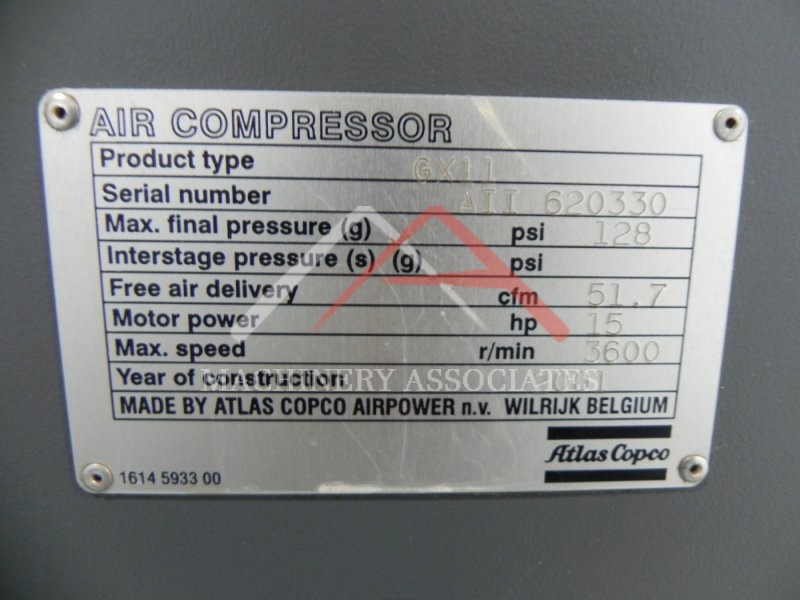 AIR COMPRESSOR
Product type GX11
Serial number AII 620330
Max. final pressure (g) psi 128
Interstage pressure (s) (g) psi
Free air delivery cfm 51.7
Motor power hp 15
Max. speed r/min 3600
Year of construction
MACHINERY ASSOCIATES
MADE BY ATLAS COPCO AIRPOWER n.v. WILRIJK BELGIUM
Atlas Copco
1614 5933 00